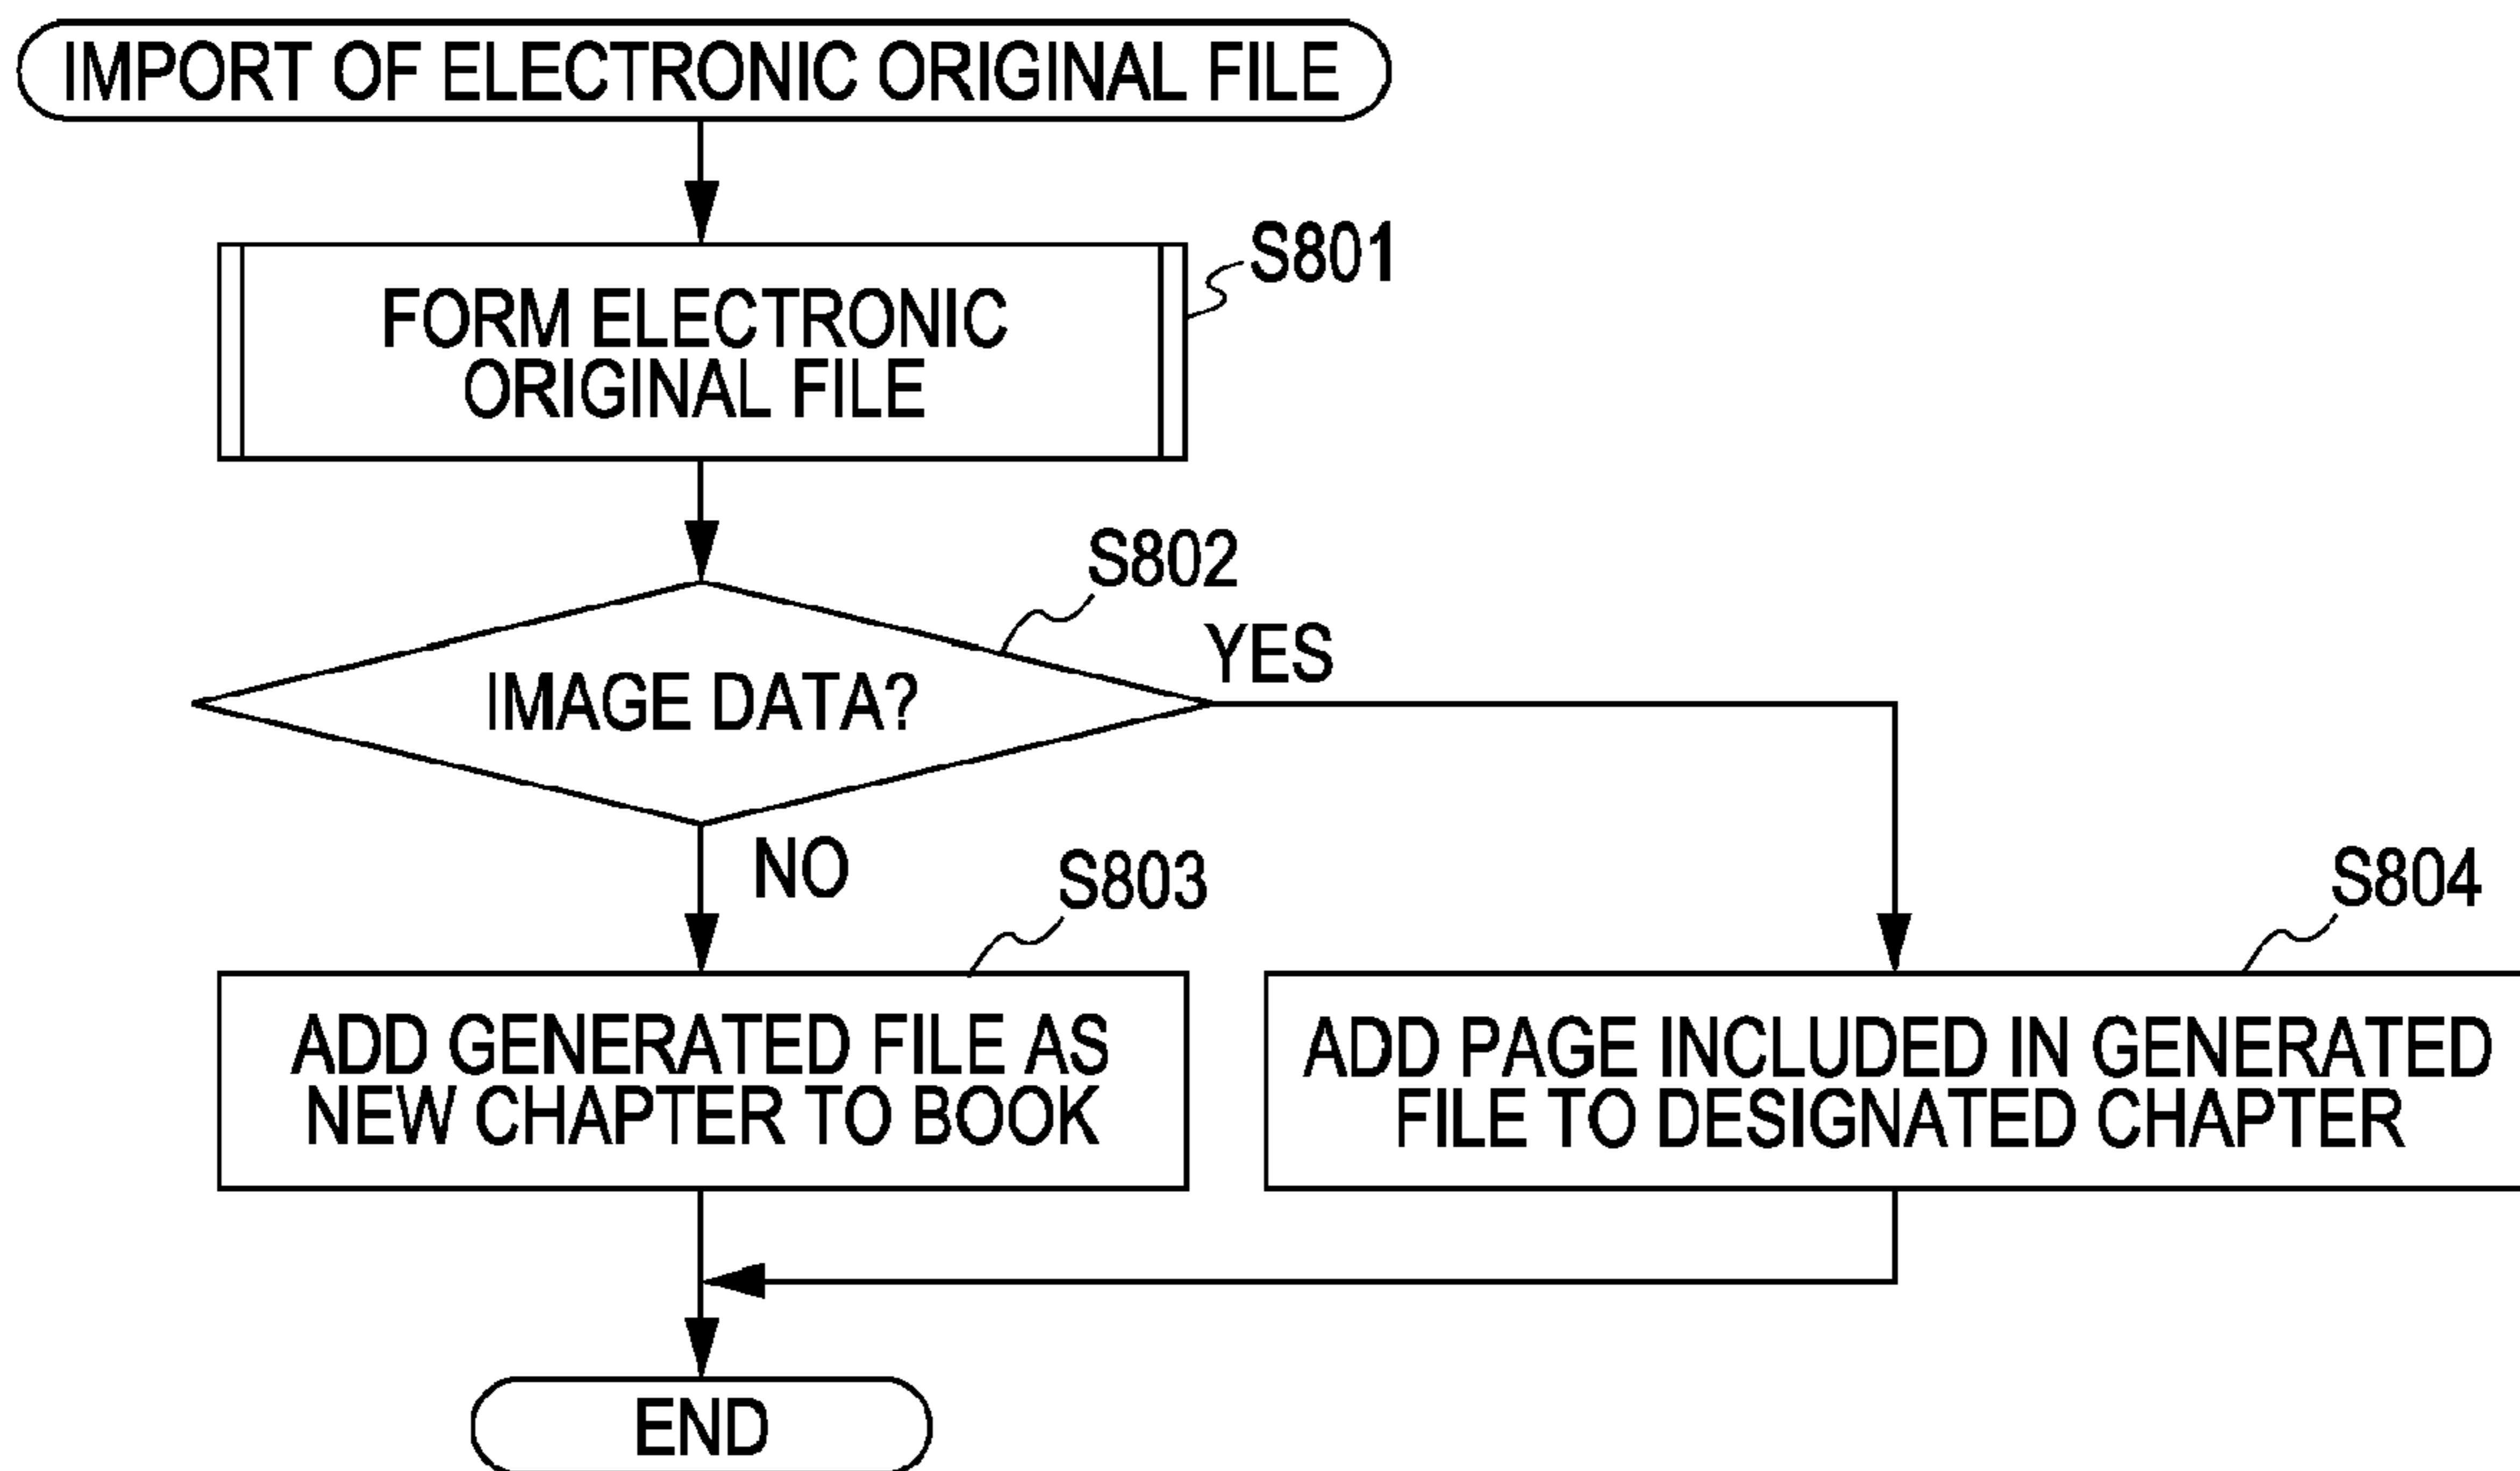 IMPORT OF ELECTRONIC ORIGINAL FILE
S801
FORM ELECTRONIC
ORIGINAL FILE
S802
IMAGE DATA?
YES
NO
S803
ADD GENERATED FILE AS
NEW CHAPTER TO BOOK
S804
ADD PAGE INCLUDED IN GENERATED
FILE TO DESIGNATED CHAPTER
END